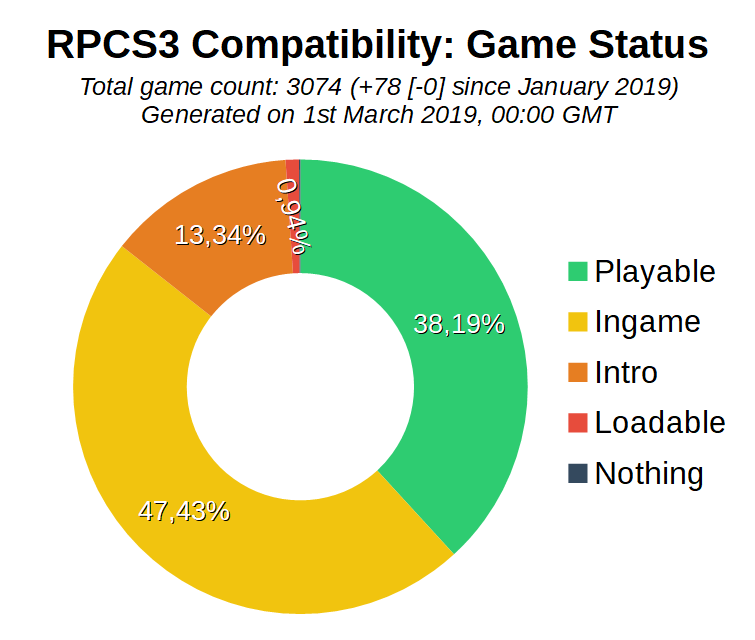 RPCS3 Compatibility: Game Status
Total game count: 3074 (+78 [-0] since January 2019)
Generated on 1st March 2019, 00:00 GMT
0,94%
13,34%
38,19%
47,43%
Playable
Ingame
Intro
Loadable
Nothing